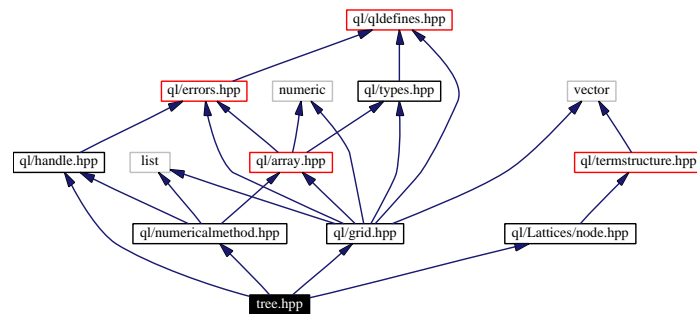 ql/qldefines.hpp
ql/errors.hpp
numeric
ql/types.hpp
vector
ql/handle.hpp
list
ql/array.hpp
ql/termstructure.hpp
ql/numericalmethod.hpp
ql/grid.hpp
ql/Lattices/node.hpp
tree.hpp